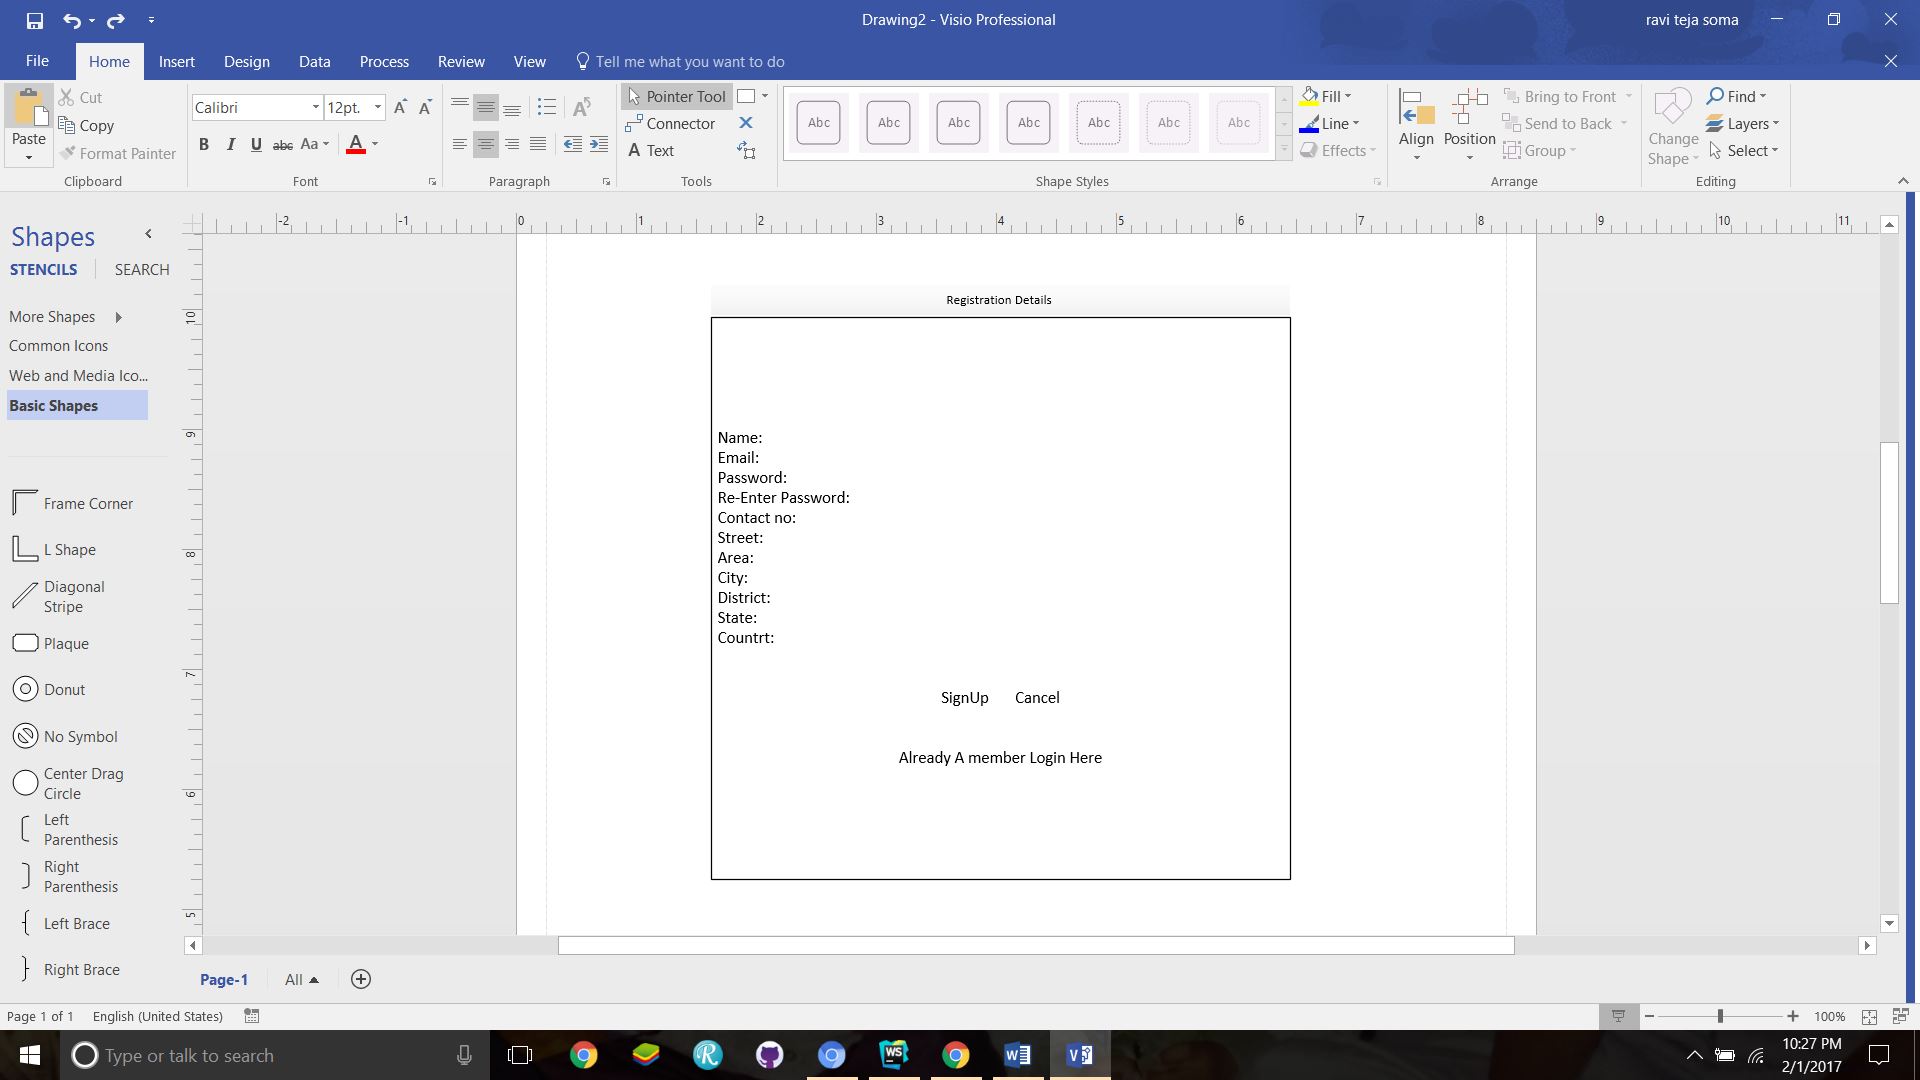 Drawing2 - Visio Professional
ravi teja soma
File Home Insert Design Data Process Review View Tell me what you want to do
Paste
Cut
Copy
Format Painter
Clipboard
Calibri 12pt. A A
B I U abc Aa A
Font
A
Paragraph
Pointer Tool
Connector
A Text
Tools
Abc Abc Abc Abc Abc Abc Abc
Shape Styles
Fill
Line
Effects
Align
Position
Bring to Front
Send to Back
Group
Arrange
Change Shape
Find
Layers
Select
Editing
Shapes
STENCILS SEARCH
More Shapes
Common Icons
Web and Media Ico...
Basic Shapes
Frame Corner
L Shape
Diagonal
Stripe
Plaque
Donut
No Symbol
Center Drag
Circle
Left
Parenthesis
Right
Parenthesis
Left Brace
Right Brace
-2 -1 0 1 2 3 4 5 6 7 8 9 10 11
10
9
8
7
6
5
Registration Details
Name:
Email:
Password:
Re-Enter Password:
Contact no:
Street:
Area:
City:
District:
State:
Countrt:
SignUp Cancel
Already A member Login Here
Page-1 All
Page 1 of 1 English (United States)
100%
Type or talk to search
R
WS
W
V
10:27 PM
2/1/2017